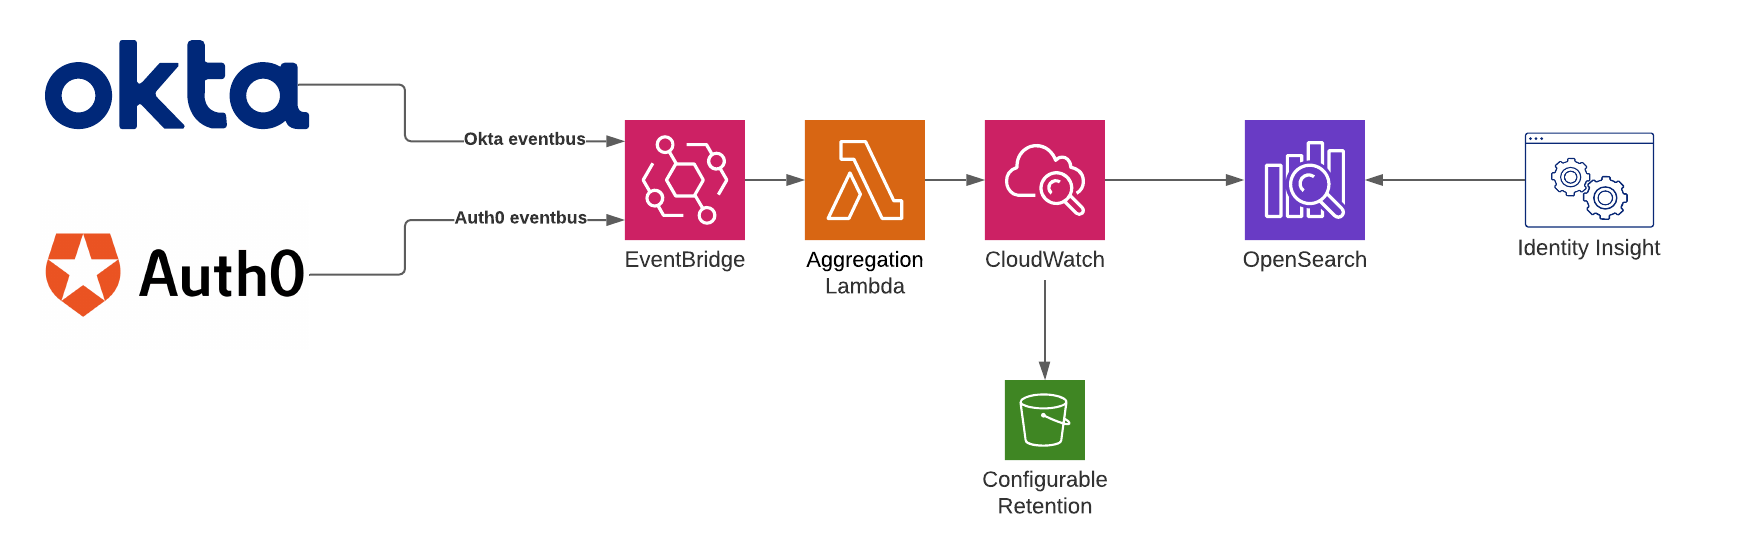 okta
Okta eventbus
Auth0 eventbus
Auth0
EventBridge
Aggregation
Lambda
CloudWatch
OpenSearch
Identity Insight
Configurable
Retention